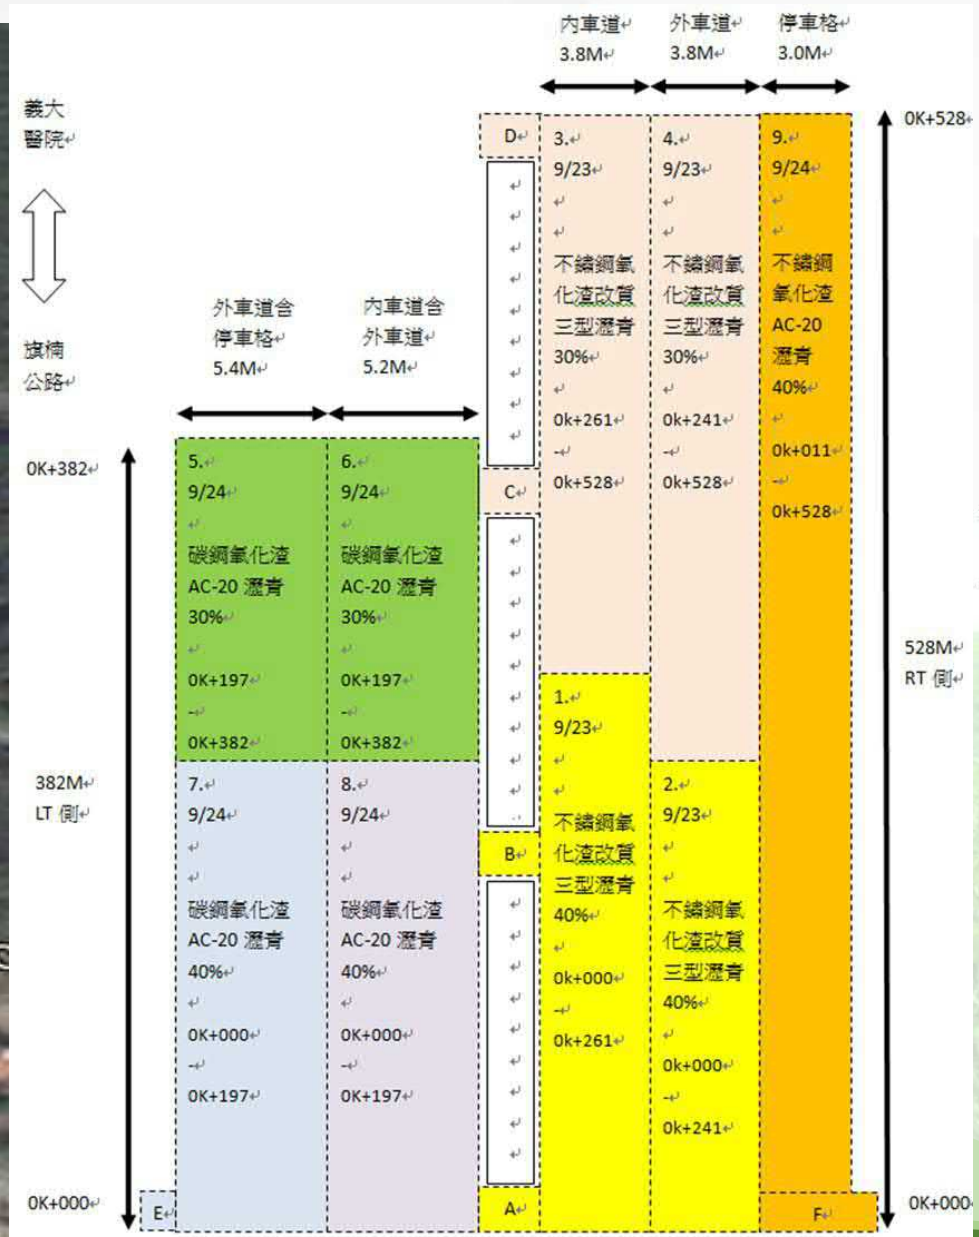 內車道
3.8M
外車道
3.8M
停車格
3.0M
義大
醫院
旗楠
公路
外車道含
停車格
5.4M
內車道含
外車道
5.2M
0K+382
382M
LT 側
0K+000
E
5.
9/24
碳鋼氧化渣
AC-20 瀝青
30%
0K+197
-
0K+382
6.
9/24
碳鋼氧化渣
AC-20 瀝青
30%
0K+197
-
0K+382
7.
9/24
碳鋼氧化渣
AC-20 瀝青
40%
0K+000
-
0K+197
8.
9/24
碳鋼氧化渣
AC-20 瀝青
40%
0K+000
-
0K+197
D
C
B
A
3.
9/23
不鏽鋼氧
化渣改質
三型瀝青
30%
0k+261
-
0k+528
4.
9/23
不鏽鋼氧
化渣改質
三型瀝青
30%
0k+241
-
0k+528
1.
9/23
不鏽鋼氧
化渣改質
三型瀝青
40%
0k+000
-
0k+261
2.
9/23
不鏽鋼氧
化渣改質
三型瀝青
40%
0k+000
-
0k+241
9.
9/24
不鏽鋼
氧化渣
AC-20
瀝青
40%
0k+011
-
0k+528
F
0K+528
528M
RT 側
0K+000